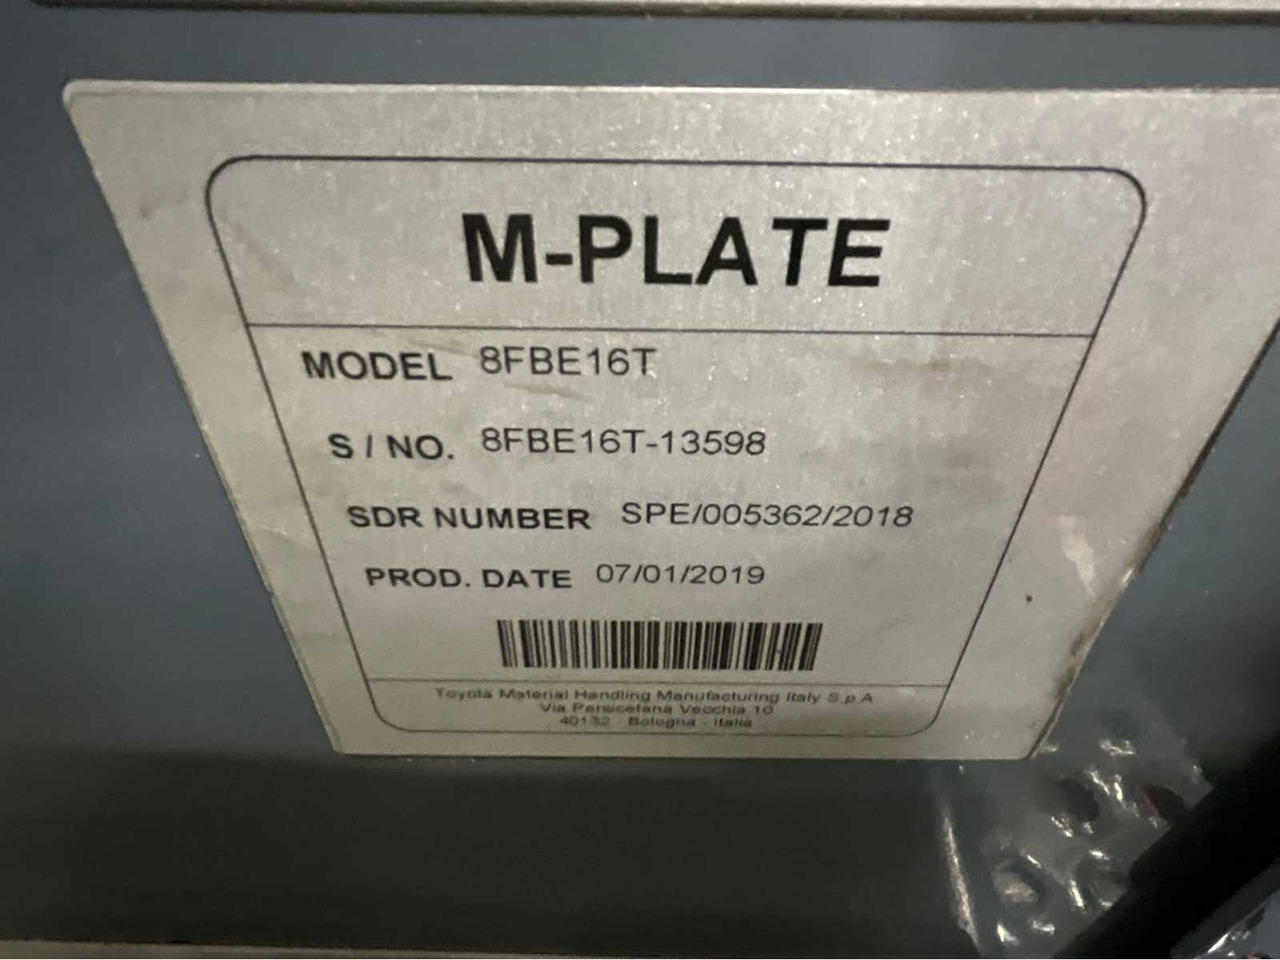 M-PLATE
MODEL 8FBE16T
S / NO. 8FBE16T-13598
SDR NUMBER SPE/005362/2018
PROD. DATE 07/01/2019
Toyota Material Handling Manufacturing Italy S.p.A
Via Persicetana Vecchia 10
40132 - Bologna - Italia